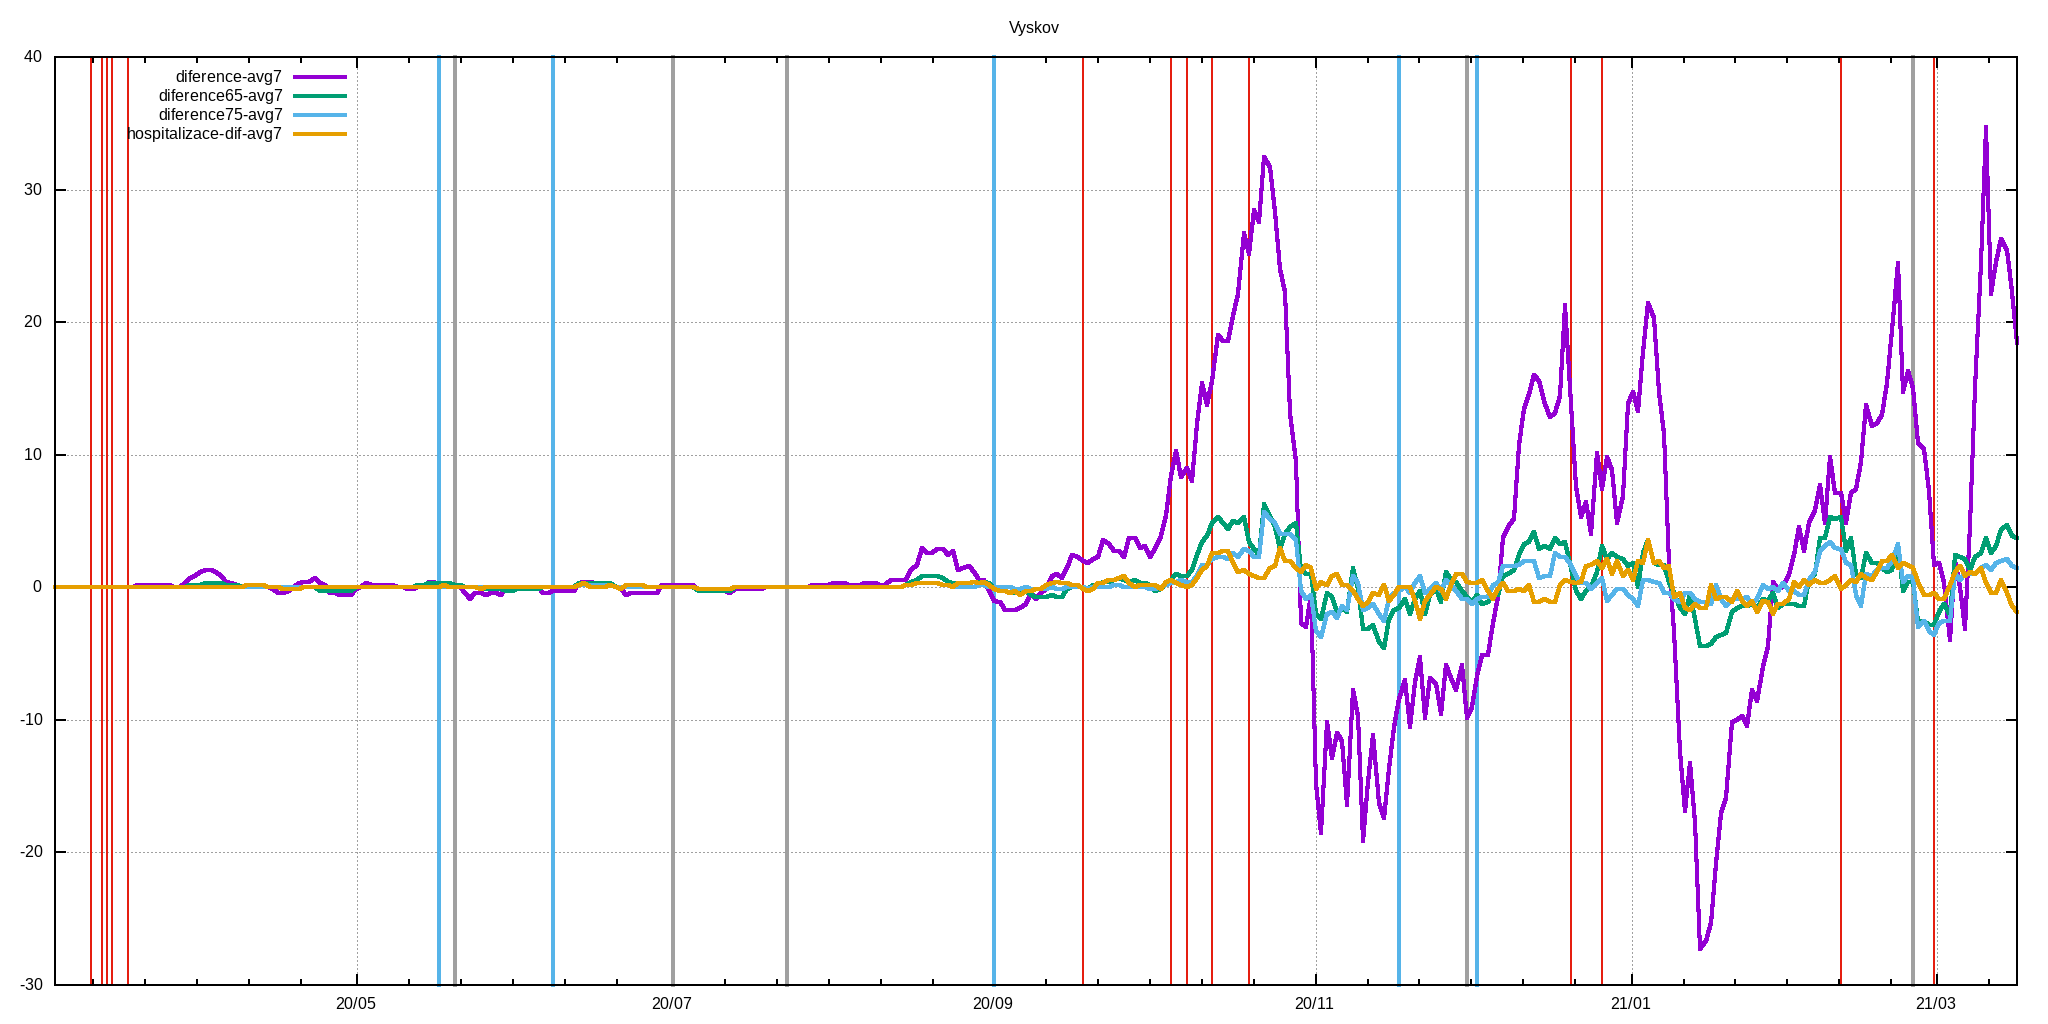 Vyskov
40
30
20
10
0
-10
-20
-30
diference-avg7
diference65-avg7
diference75-avg7
hospitalizace-dif-avg7
20/05 20/07 20/09 20/11 21/01 21/03